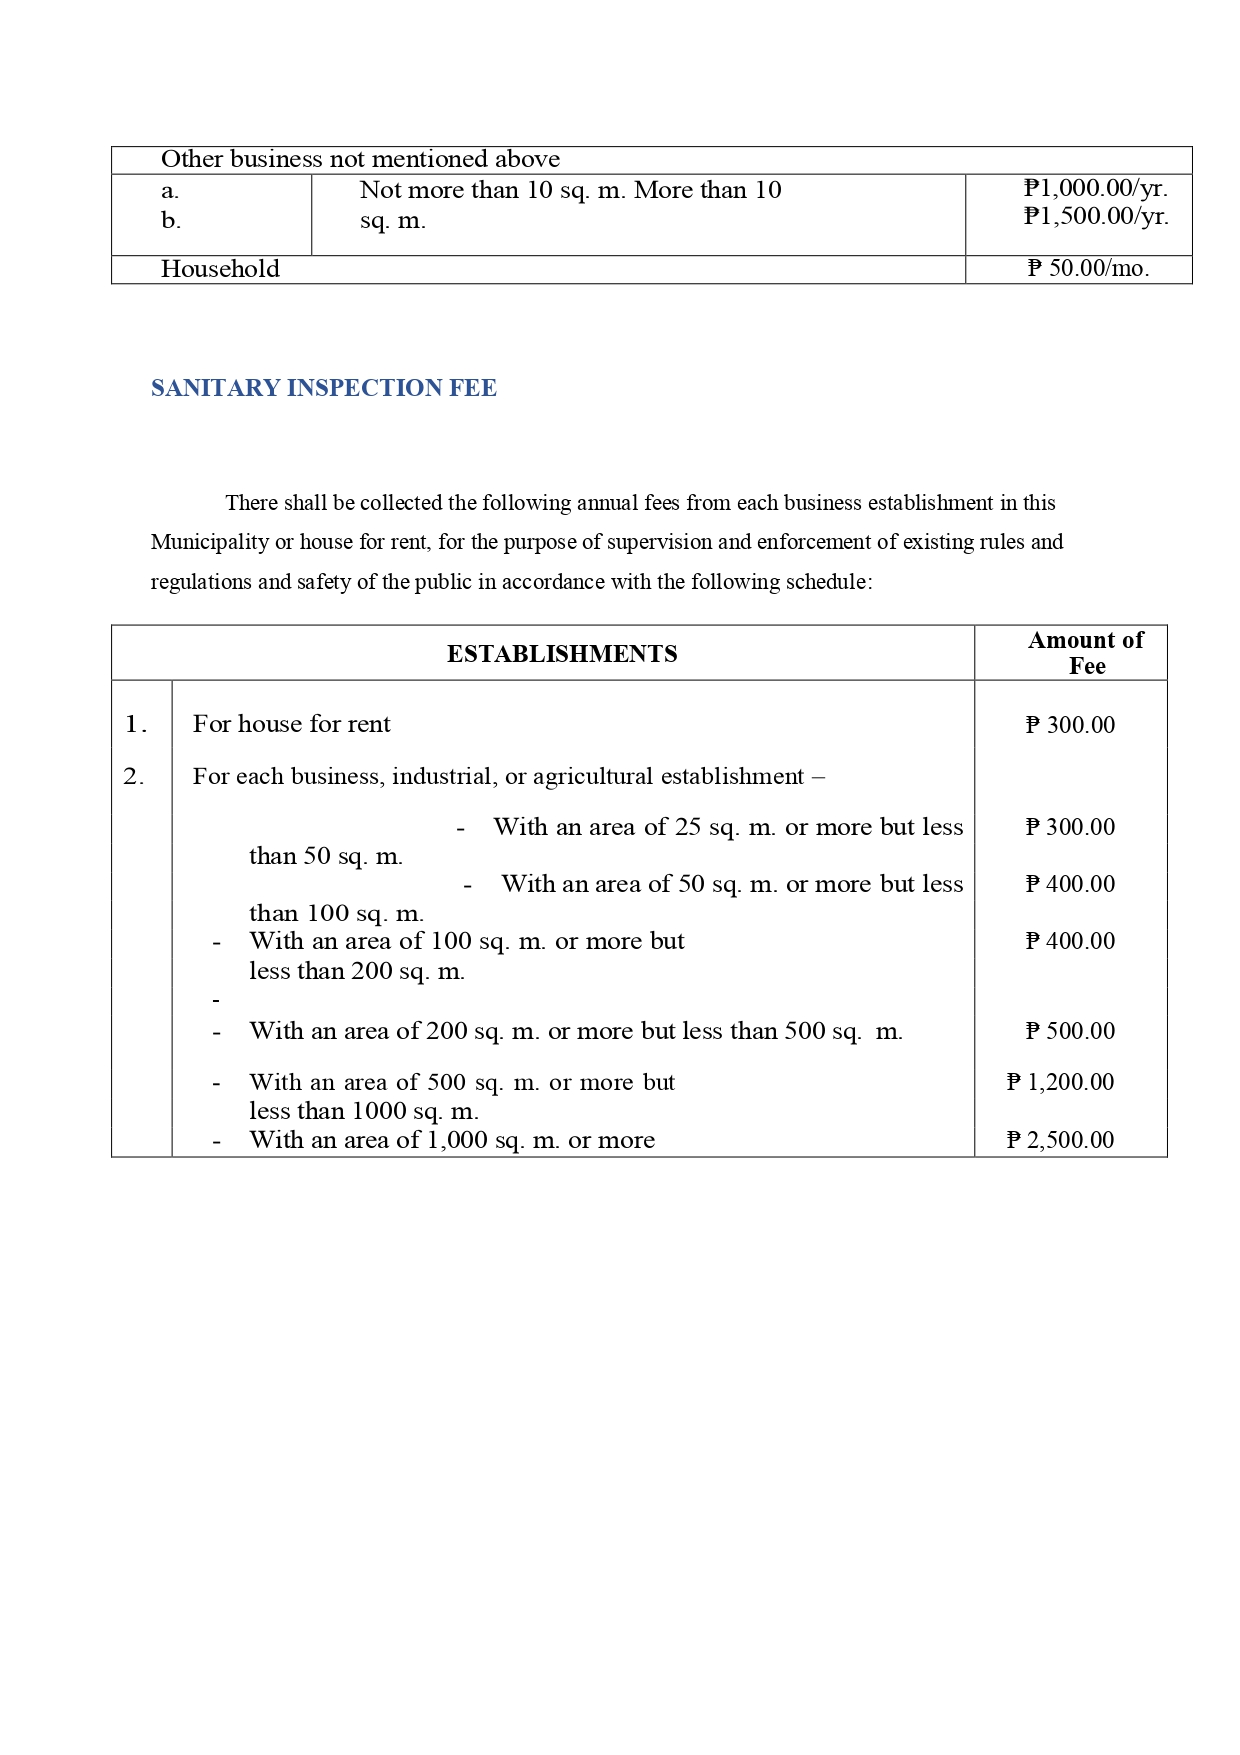 Other business not mentioned above
a. Not more than 10 sq. m. More than 10 ₱1,000.00/yr.
b. sq. m. ₱1,500.00/yr.
Household ₱ 50.00/mo.
SANITARY INSPECTION FEE
There shall be collected the following annual fees from each business establishment in this
Municipality or house for rent, for the purpose of supervision and enforcement of existing rules and
regulations and safety of the public in accordance with the following schedule:
ESTABLISHMENTS Amount of
Fee
1. For house for rent ₱ 300.00
2. For each business, industrial, or agricultural establishment –
- With an area of 25 sq. m. or more but less ₱ 300.00
than 50 sq. m.
- With an area of 50 sq. m. or more but less ₱ 400.00
than 100 sq. m.
- With an area of 100 sq. m. or more but ₱ 400.00
less than 200 sq. m.
-
- With an area of 200 sq. m. or more but less than 500 sq. m. ₱ 500.00
- With an area of 500 sq. m. or more but ₱ 1,200.00
less than 1000 sq. m.
- With an area of 1,000 sq. m. or more ₱ 2,500.00